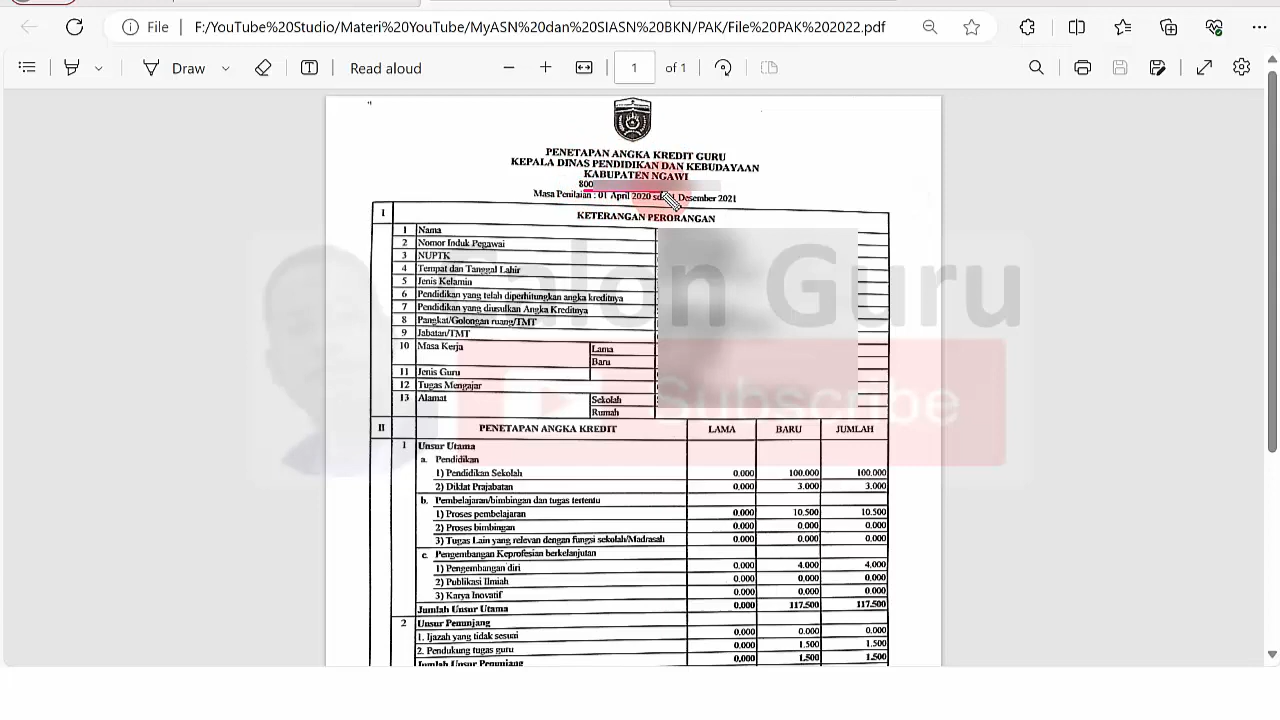 File F:/YouTube%20Studio/Materi%20YouTube/MyASN%20dan%20SIASN%20BKN/PAK/File%20PAK%202022.pdf
Draw Read aloud 1 of 1
PENETAPAN ANGKA KREDIT GURU
KEPALA DINAS PENDIDIKAN DAN KEBUDAYAAN
KABUPATEN NGAWI
800
Masa Penilaian : 01 April 2020 sd 1 Desember 2021
I KETERANGAN PERORANGAN
1 Nama
2 Nomor Induk Pegawai
3 NUPTK
4 Tempat dan Tanggal Lahir
5 Jenis Kelamin
6 Pendidikan yang telah diperhitungkan angka kreditnya
7 Pendidikan yang diusulkan Angka Kreditnya
8 Pangkat/Golongan ruang/TMT
9 Jabatan/TMT
10 Masa Kerja Lama
Baru
11 Jenis Guru
12 Tugas Mengajar
13 Alamat Sekolah
Rumah
Salon Guru
Subscribe
II PENETAPAN ANGKA KREDIT LAMA BARU JUMLAH
1 Unsur Utama
a. Pendidikan
1) Pendidikan Sekolah 0.000 100.000 100.000
2) Diklat Prajabatan 0.000 3.000 3.000
b. Pembelajaran/bimbingan dan tugas tertentu
1) Proses pembelajaran 0.000 10.500 10.500
2) Proses bimbingan 0.000 0.000 0.000
3) Tugas Lain yang relevan dengan fungsi sekolah/Madrasah 0.000 0.000 0.000
c. Pengembangan Keprofesian berkelanjutan
1) Pengembangan diri 0.000 4.000 4.000
2) Publikasi Ilmiah 0.000 0.000 0.000
3) Karya Inovatif 0.000 0.000 0.000
Jumlah Unsur Utama 0.000 117.500 117.500
2 Unsur Penunjang
1. Ijazah yang tidak sesuai 0.000 0.000 0.000
2. Pendukung tugas guru 0.000 1.500 1.500
Jumlah Unsur Penunjang 0.000 1.500 1.500